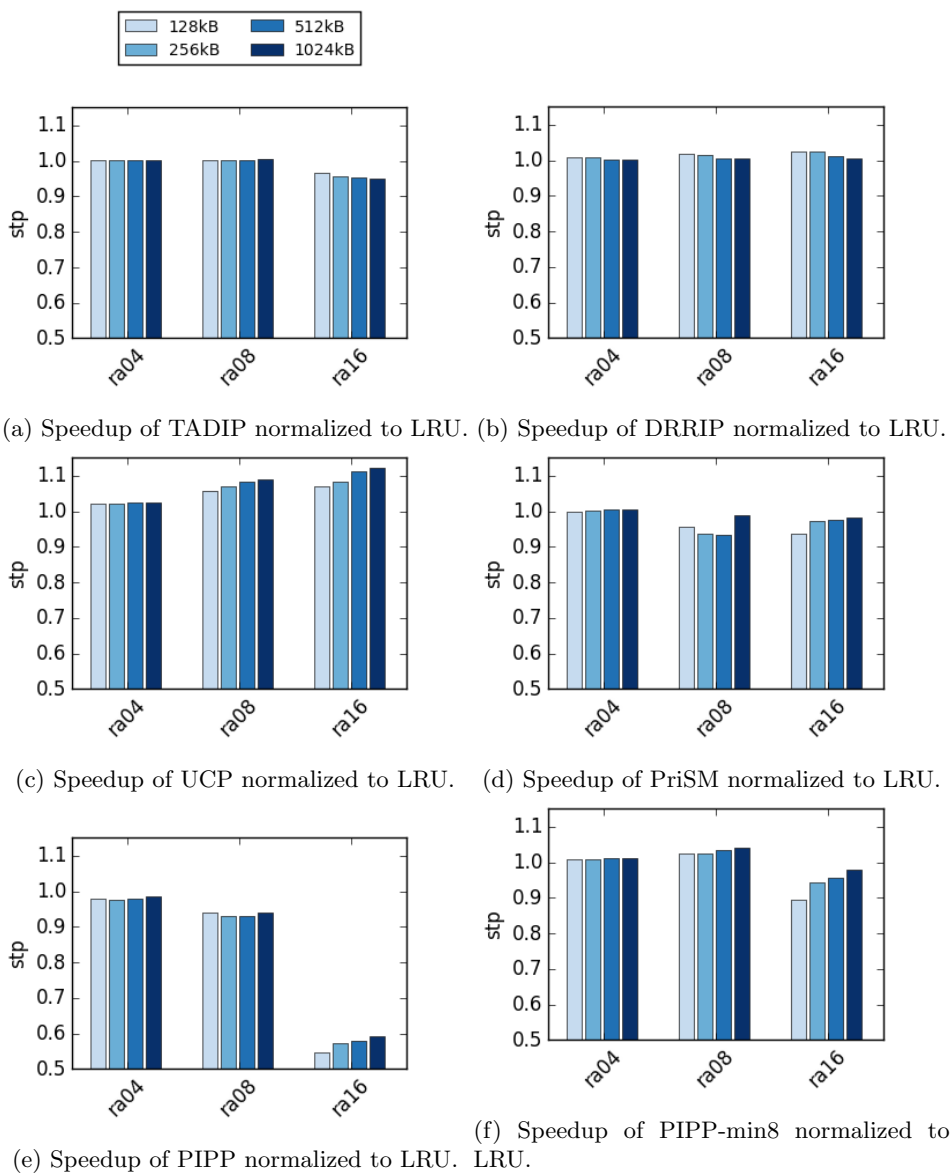 128kB 512kB
256kB 1024kB
1.1 1.1
1.0 1.0
0.9 0.9
stp 0.8 stp 0.8
0.7 0.7
0.6 0.6
0.5 0.5
ra04 ra08 ra16 ra04 ra08 ra16
(a) Speedup of TADIP normalized to LRU. (b) Speedup of DRRIP normalized to LRU.
1.1 1.1
1.0 1.0
0.9 0.9
stp 0.8 stp 0.8
0.7 0.7
0.6 0.6
0.5 0.5
ra04 ra08 ra16 ra04 ra08 ra16
(c) Speedup of UCP normalized to LRU. (d) Speedup of PriSM normalized to LRU.
1.1 1.1
1.0 1.0
0.9 0.9
stp 0.8 stp 0.8
0.7 0.7
0.6 0.6
0.5 0.5
ra04 ra08 ra16 ra04 ra08 ra16
(e) Speedup of PIPP normalized to LRU.
(f) Speedup of PIPP-min8 normalized to
LRU.